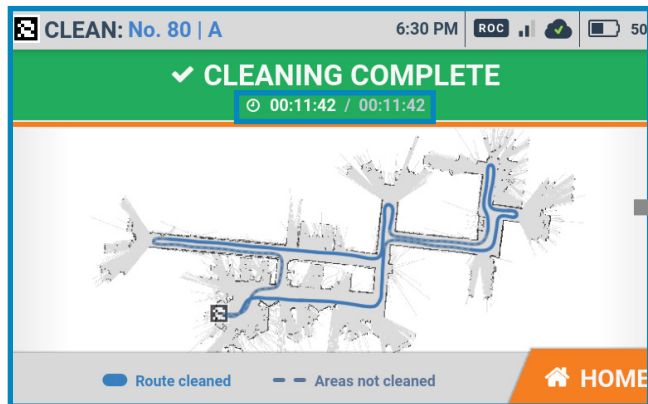 CLEAN: No. 80 | A 6:30 PM ROC 50
CLEANING COMPLETE
00:11:42 / 00:11:42
Route cleaned Areas not cleaned HOME